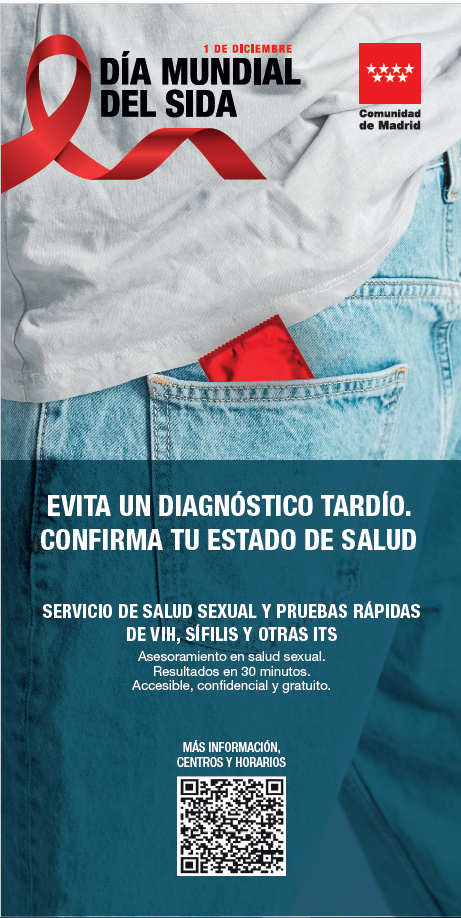 1 DE DICIEMBRE
DÍA MUNDIAL
DEL SIDA
Comunidad
de Madrid
EVITA UN DIAGNÓSTICO TARDÍO.
CONFIRMA TU ESTADO DE SALUD
SERVICIO DE SALUD SEXUAL Y PRUEBAS RÁPIDAS
DE VIH, SÍFILIS Y OTRAS ITS
Asesoramiento en salud sexual.
Resultados en 30 minutos.
Accesible, confidencial y gratuito.
MÁS INFORMACIÓN,
CENTROS Y HORARIOS